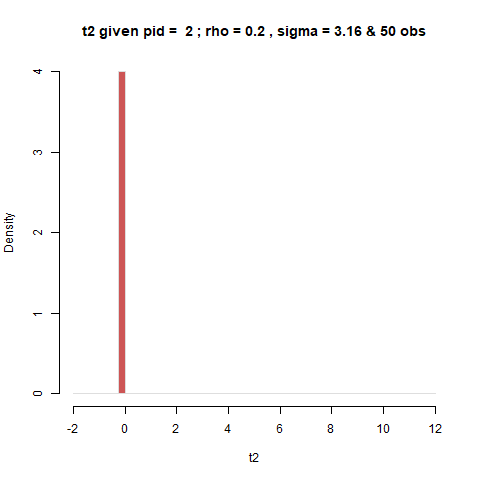 t2 given pid =  2 ; rho = 0.2 , sigma = 3.16 & 50 obs
Density
4
3
2
1
0
-2 0 2 4 6 8 10 12
t2